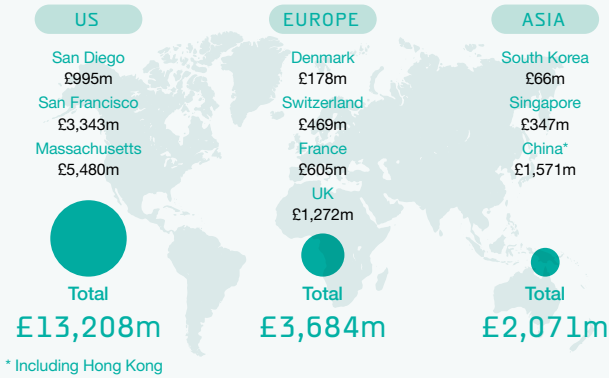 US
San Diego
£995m
San Francisco
£3,343m
Massachusetts
£5,480m
Total
£13,208m
EUROPE
Denmark
£178m
Switzerland
£469m
France
£605m
UK
£1,272m
Total
£3,684m
ASIA
South Korea
£66m
Singapore
£347m
China*
£1,571m
Total
£2,071m
* Including Hong Kong